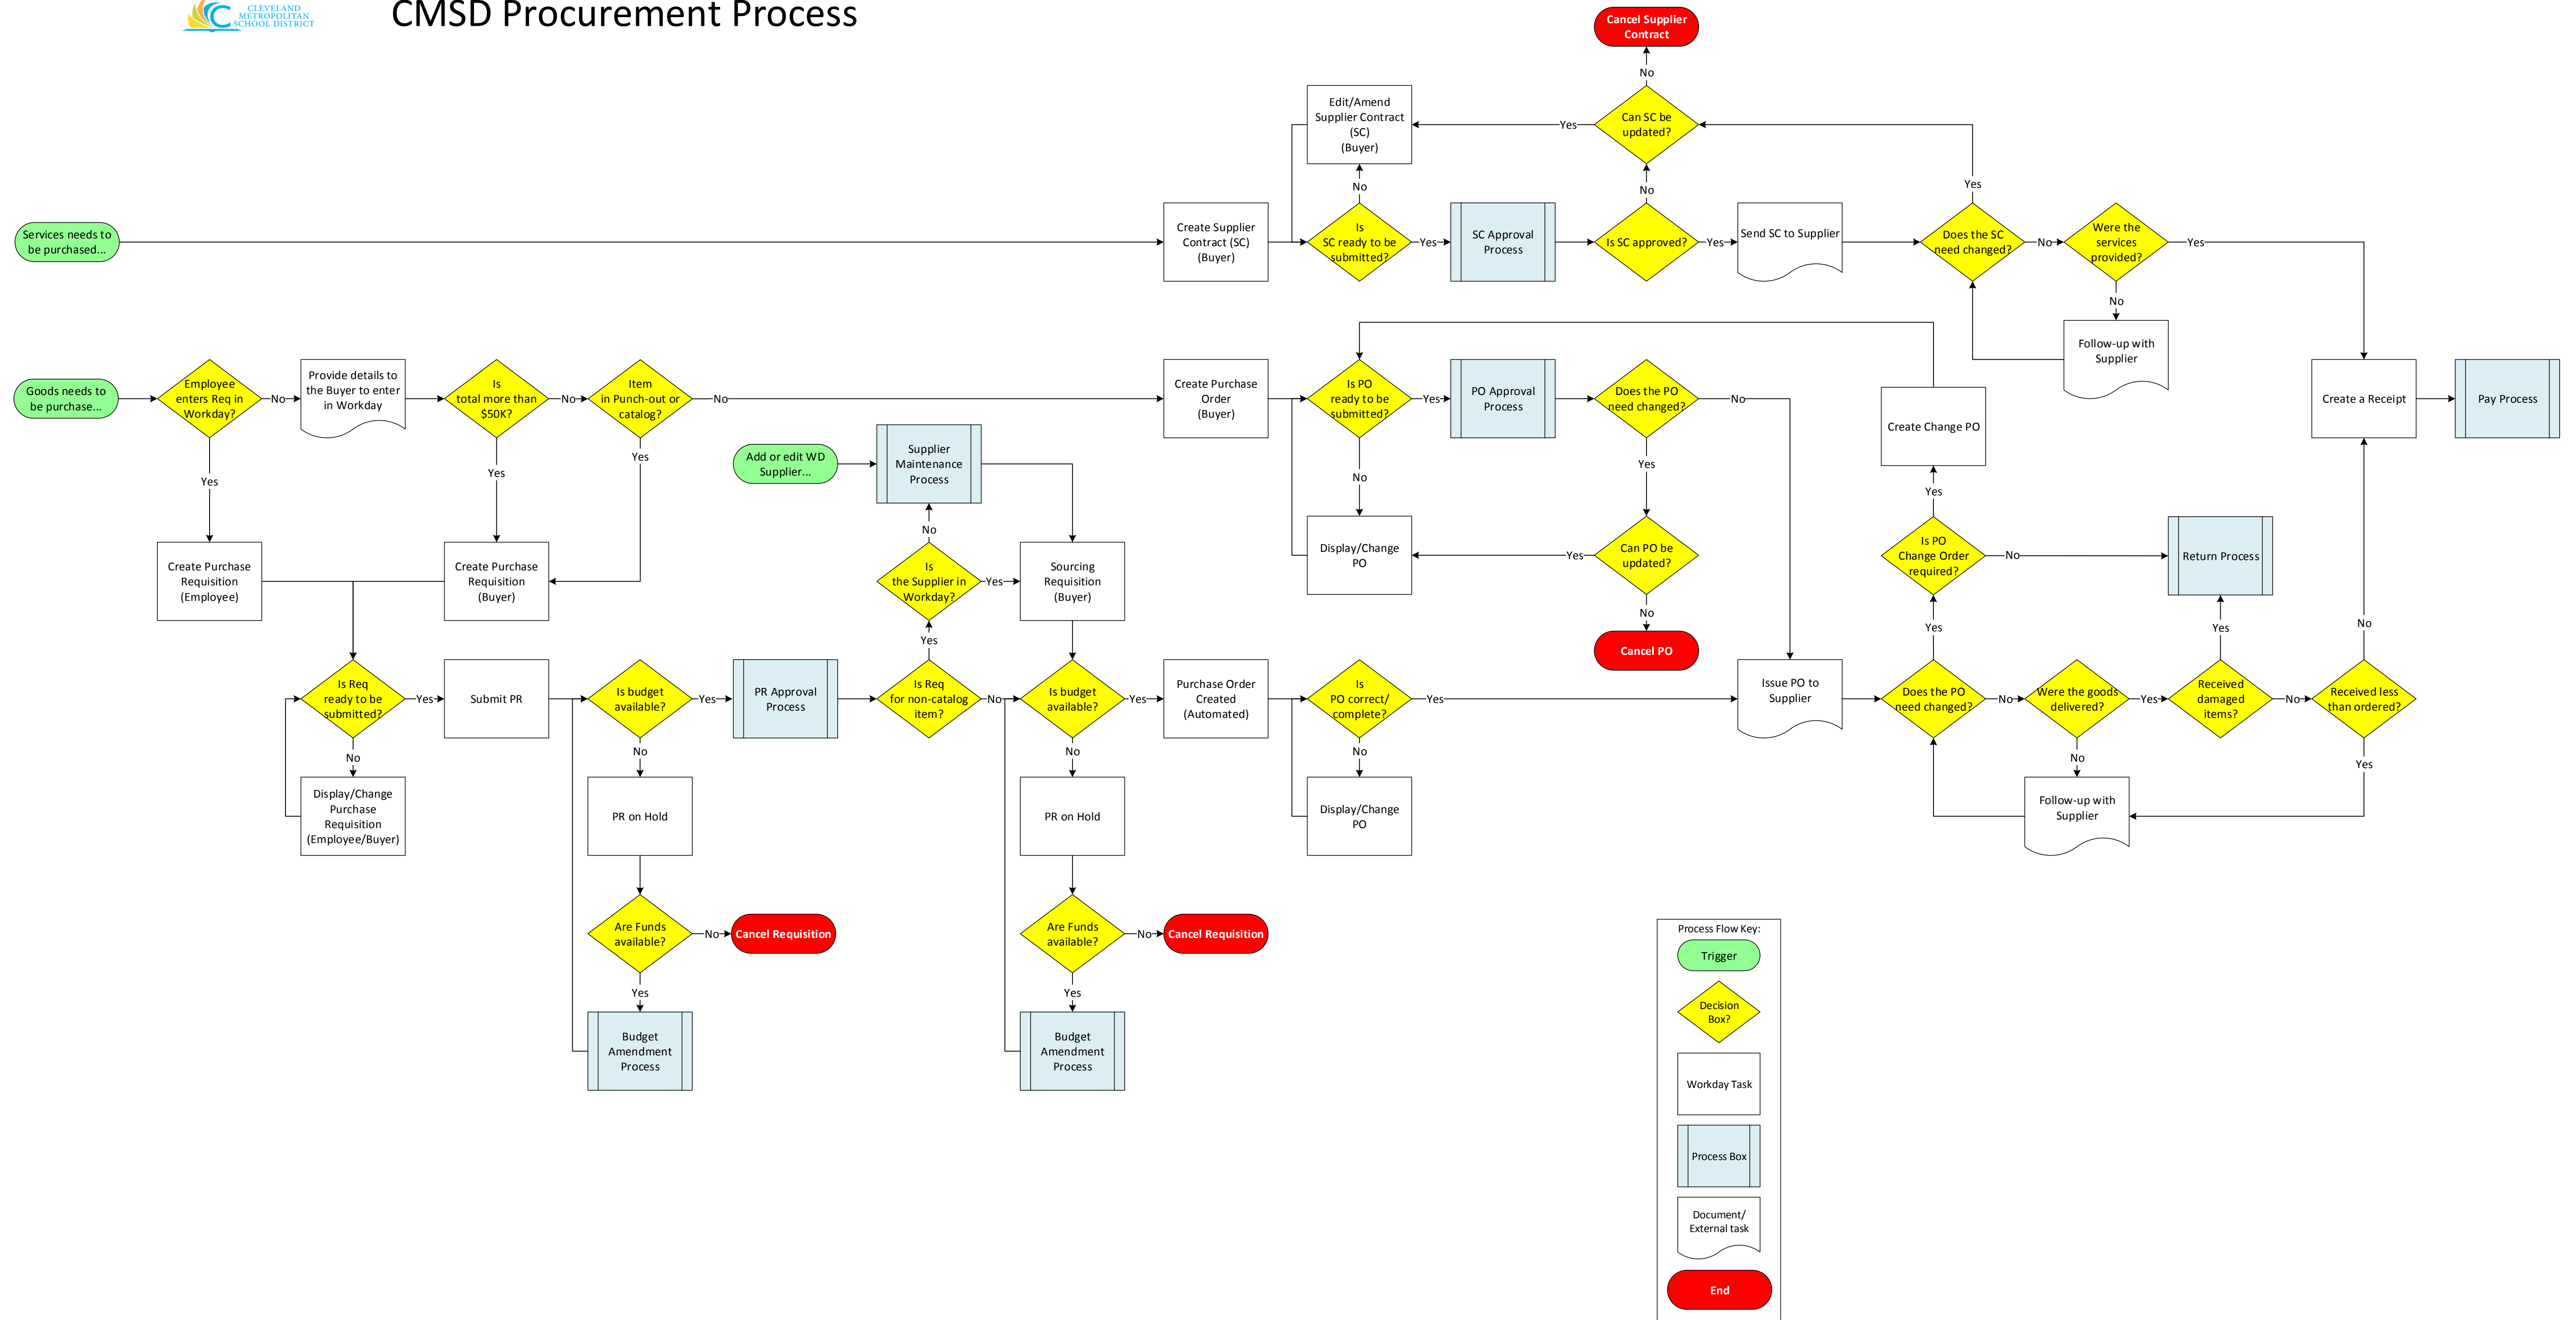 CLEVELAND
METROPOLITAN
SCHOOL DISTRICT
CMSD Procurement Process
Cancel Supplier
Contract
No
Edit/Amend
Supplier Contract
(SC)
(Buyer)
Yes
Can SC be
updated?
No
No
Yes
Services needs to
be purchased...
Create Supplier
Contract (SC)
(Buyer)
Is
SC ready to be
submitted?
Yes
SC Approval
Process
Is SC approved?
Yes
Send SC to Supplier
Does the SC
need changed?
No
Were the
services
provided?
Yes
No
Follow-up with
Supplier
Goods needs to
be purchase...
Employee
enters Req in
Workday?
No
Provide details to
the Buyer to enter
in Workday
Is
total more than
$50K?
No
Item
in Punch-out or
catalog?
No
Create Purchase
Order
(Buyer)
Is PO
ready to be
submitted?
Yes
PO Approval
Process
Does the PO
need changed?
No
Create Change PO
Create a Receipt
Pay Process
Yes
Yes
Yes
Add or edit WD
Supplier...
Supplier
Maintenance
Process
No
Yes
Yes
No
Create Purchase
Requisition
(Employee)
Create Purchase
Requisition
(Buyer)
Is
the Supplier in
Workday?
Yes
Sourcing
Requisition
(Buyer)
Display/Change
PO
Yes
Can PO be
updated?
Is PO
Change Order
required?
No
Return Process
No
Cancel PO
Yes
Yes
Yes
No
Is Req
ready to be
submitted?
Yes
Submit PR
Is budget
available?
Yes
PR Approval
Process
Is Req
for non-catalog
item?
No
Is budget
available?
Yes
Purchase Order
Created
(Automated)
Is
PO correct/
complete?
Yes
Issue PO to
Supplier
Does the PO
need changed?
No
Were the goods
delivered?
Yes
Received
damaged
items?
No
Received less
than ordered?
No
No
No
No
No
Yes
Display/Change
Purchase
Requisition
(Employee/Buyer)
PR on Hold
PR on Hold
Display/Change
PO
Follow-up with
Supplier
Are Funds
available?
No
Cancel Requisition
Are Funds
available?
No
Cancel Requisition
Yes
Yes
Budget
Amendment
Process
Budget
Amendment
Process
Process Flow Key:
Trigger
Decision
Box?
Workday Task
Process Box
Document/
External task
End